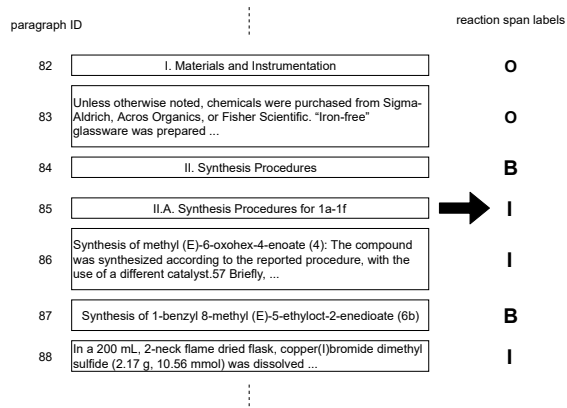 paragraph ID
reaction span labels
82
I. Materials and Instrumentation
O
83
Unless otherwise noted, chemicals were purchased from Sigma-
Aldrich, Acros Organics, or Fisher Scientific. “Iron-free”
glassware was prepared ...
O
84
II. Synthesis Procedures
B
85
II.A. Synthesis Procedures for 1a-1f
I
86
Synthesis of methyl (E)-6-oxohex-4-enoate (4): The compound
was synthesized according to the reported procedure, with the
use of a different catalyst.57 Briefly, ...
I
87
Synthesis of 1-benzyl 8-methyl (E)-5-ethyloct-2-enedioate (6b)
B
88
In a 200 mL, 2-neck flame dried flask, copper(I)bromide dimethyl
sulfide (2.17 g, 10.56 mmol) was dissolved ...
I